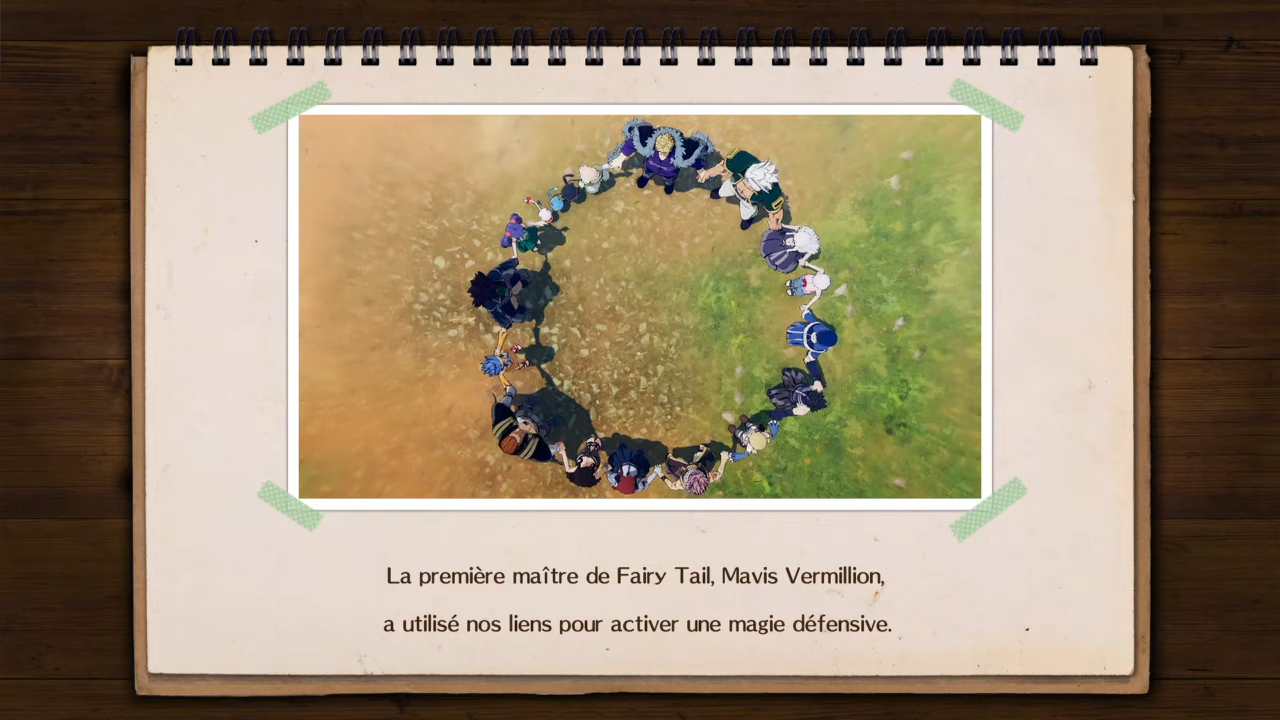 La première maître de Fairy Tail, Mavis Vermillion,
a utilisé nos liens pour activer une magie défensive.